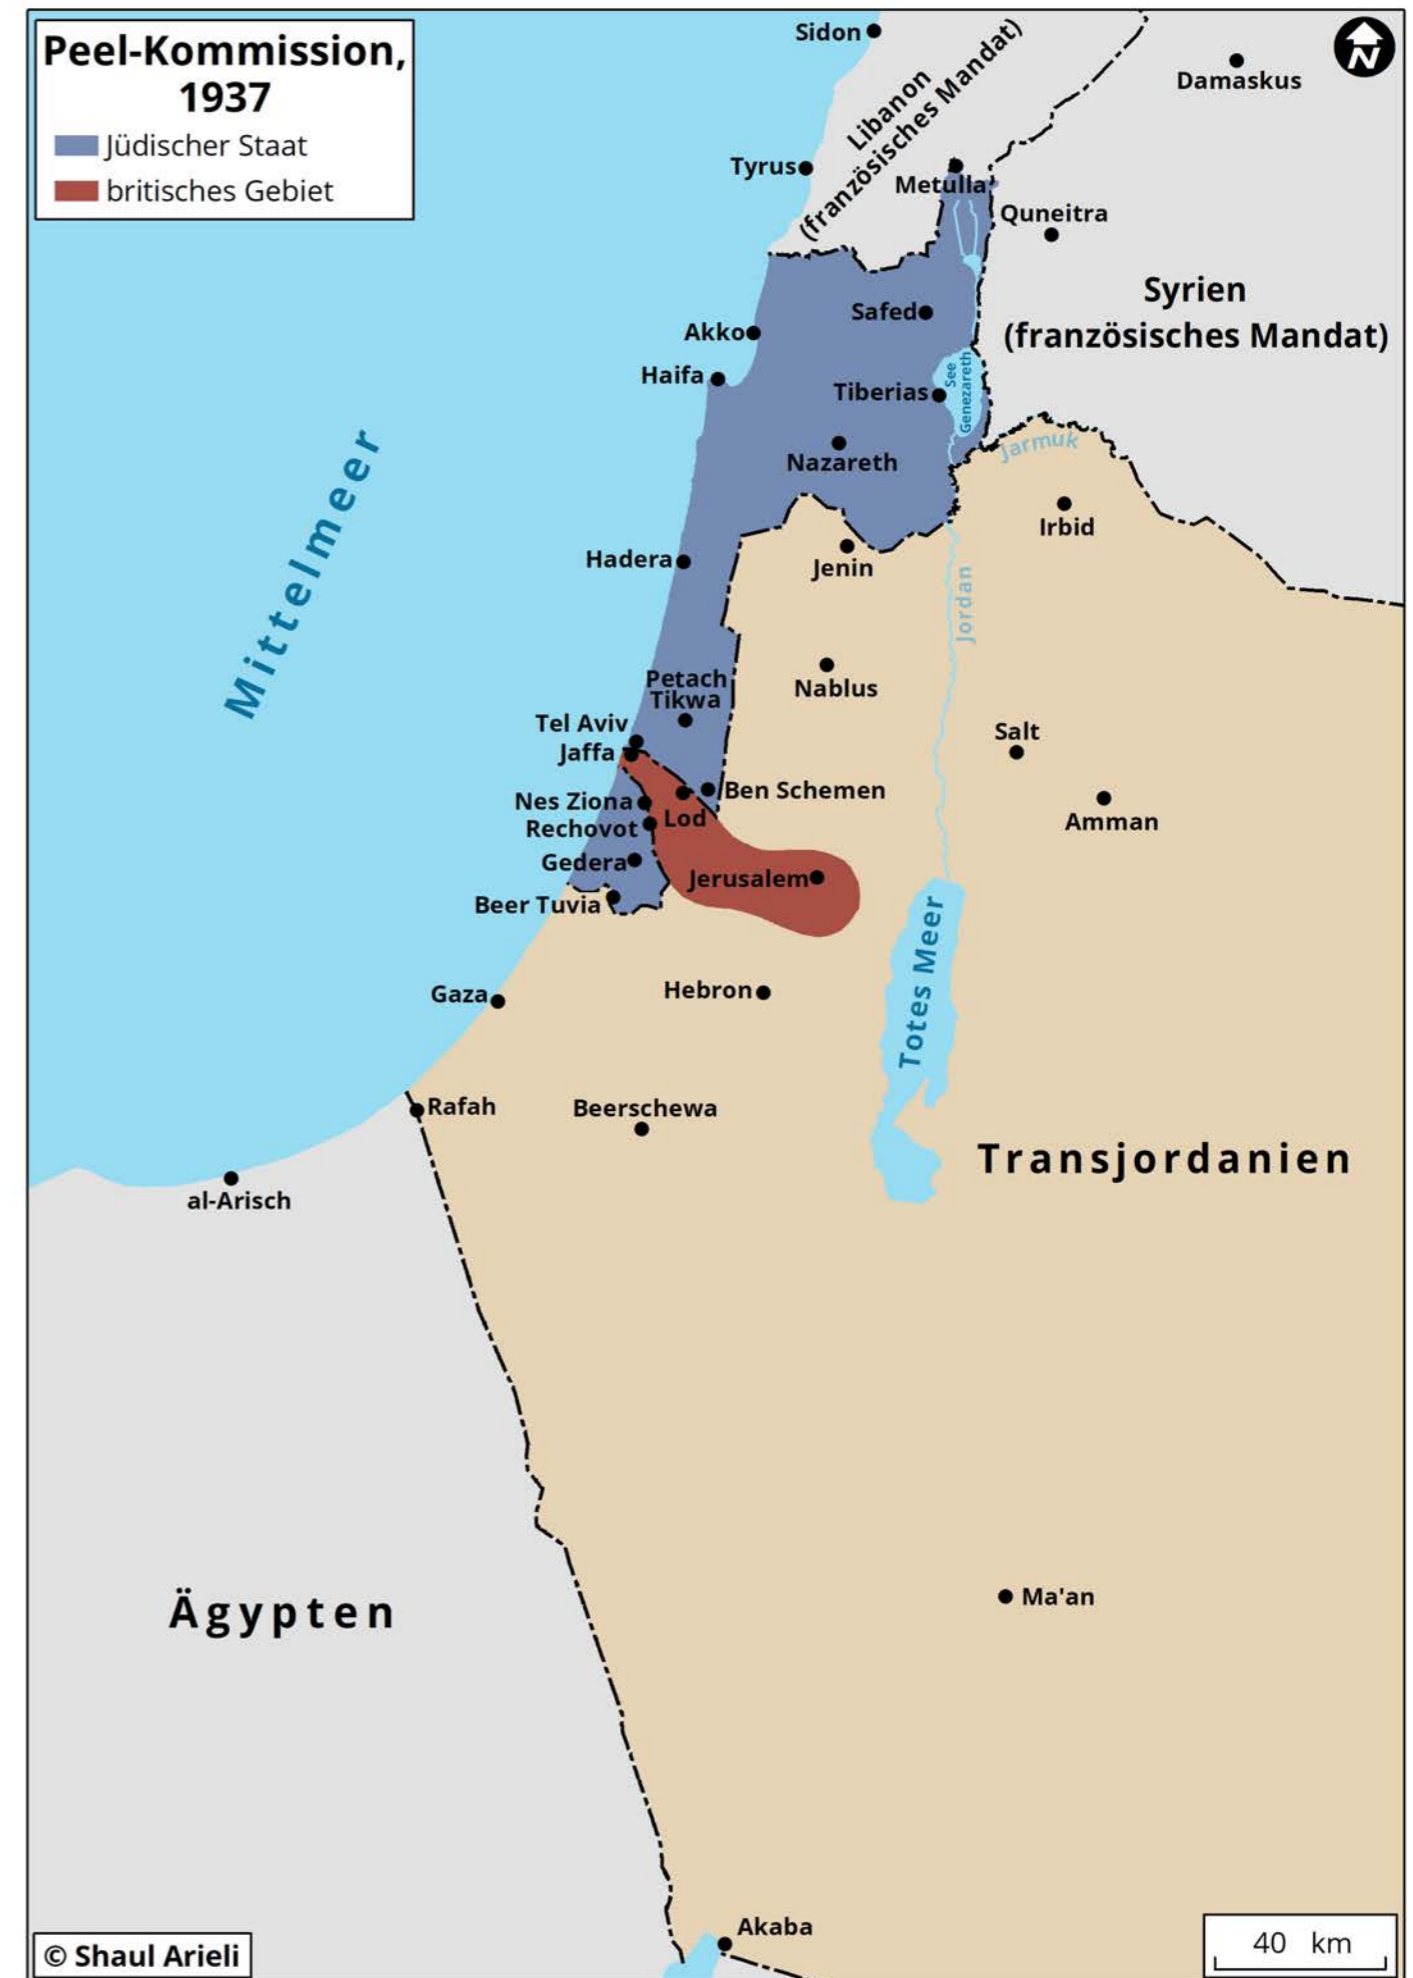 Peel-Kommission,
1937
Jüdischer Staat
britisches Gebiet
N
Sidon
Damaskus
Libanon
(französisches Mandat)
Tyrus
Metulla
Quneitra
Syrien
(französisches Mandat)
Safed
Akko
Haifa
Tiberias
See
Genezareth
Jarmuk
Nazareth
Irbid
Mittelmeer
Hadera
Jenin
Jordan
Petach
Tikwa
Nablus
Tel Aviv
Jaffa
Salt
Ben Schemen
Nes Ziona
Lod
Rechovot
Amman
Gedera
Jerusalem
Beer Tuvia
Totes Meer
Gaza
Hebron
Rafah
Beerschewa
Transjordanien
al-Arisch
Ägypten
Ma'an
Akaba
© Shaul Arieli
40 km